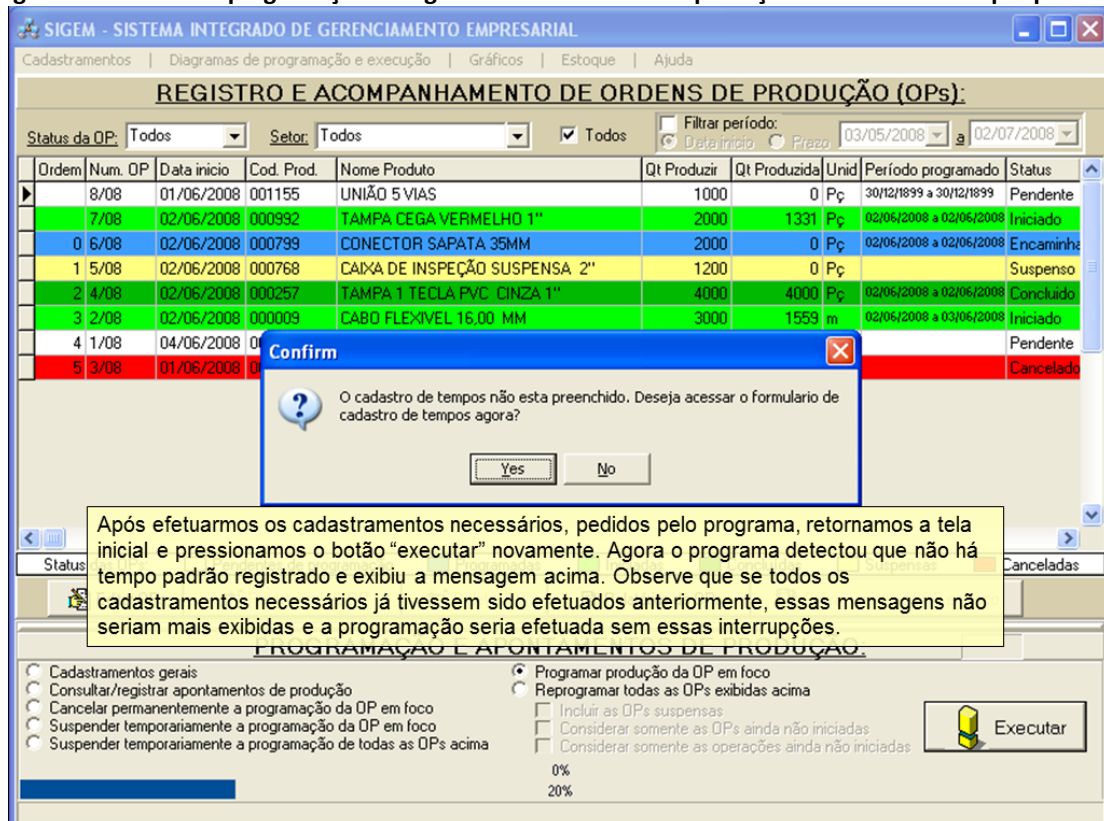 SIGEM - SISTEMA INTEGRADO DE GERENCIAMENTO EMPRESARIAL
Cadastramentos | Diagramas de programação e execução | Gráficos | Estoque | Ajuda
REGISTRO E ACOMPANHAMENTO DE ORDENS DE PRODUÇÃO (OPs):
Status da OP: Todos Setor: Todos Todos Filtrar período: Data início Prazo 03/05/2008 a 02/07/2008
Ordem Num. OP Data inicio Cod. Prod. Nome Produto Qt Produzir Qt Produzida Unid Período programado Status
8/08 01/06/2008 001155 UNIÃO 5 VIAS 1000 0 Pç 30/12/1899 a 30/12/1899 Pendente
7/08 02/06/2008 000992 TAMPA CEGA VERMELHO 1" 2000 1331 Pç 02/06/2008 a 02/06/2008 Iniciado
0 6/08 02/06/2008 000799 CONECTOR SAPATA 35MM 2000 0 Pç 02/06/2008 a 02/06/2008 Encaminha
1 5/08 02/06/2008 000768 CAIXA DE INSPEÇÃO SUSPENSA 2" 1200 0 Pç Suspenso
2 4/08 02/06/2008 000257 TAMPA 1 TECLA PVC CINZA 1" 4000 4000 Pç 02/06/2008 a 02/06/2008 Concluido
3 2/08 02/06/2008 000009 CABO FLEXIVEL 16,00 MM 3000 1559 m 02/06/2008 a 03/06/2008 Iniciado
4 1/08 04/06/2008 Pendente
5 3/08 01/06/2008 Cancelado
Confirm
O cadastro de tempos não esta preenchido. Deseja acessar o formulario de
cadastro de tempos agora?
Yes No
Após efetuarmos os cadastramentos necessários, pedidos pelo programa, retornamos a tela
inicial e pressionamos o botão “executar” novamente. Agora o programa detectou que não há
tempo padrão registrado e exibiu a mensagem acima. Observe que se todos os
cadastramentos necessários já tivessem sido efetuados anteriormente, essas mensagens não
seriam mais exibidas e a programação seria efetuada sem essas interrupções.
Status Canceladas
PROGRAMAÇÃO E APONTAMENTOS DE PRODUÇÃO:
Cadastramentos gerais
Consultar/registrar apontamentos de produção
Cancelar permanentemente a programação da OP em foco
Suspender temporariamente a programação da OP em foco
Suspender temporariamente a programação de todas as OPs acima
Programar produção da OP em foco
Reprogramar todas as OPs exibidas acima
Incluir as OPs suspensas
Considerar somente as OPs ainda não iniciadas
Considerar somente as operações ainda não iniciadas
Executar
0%
20%